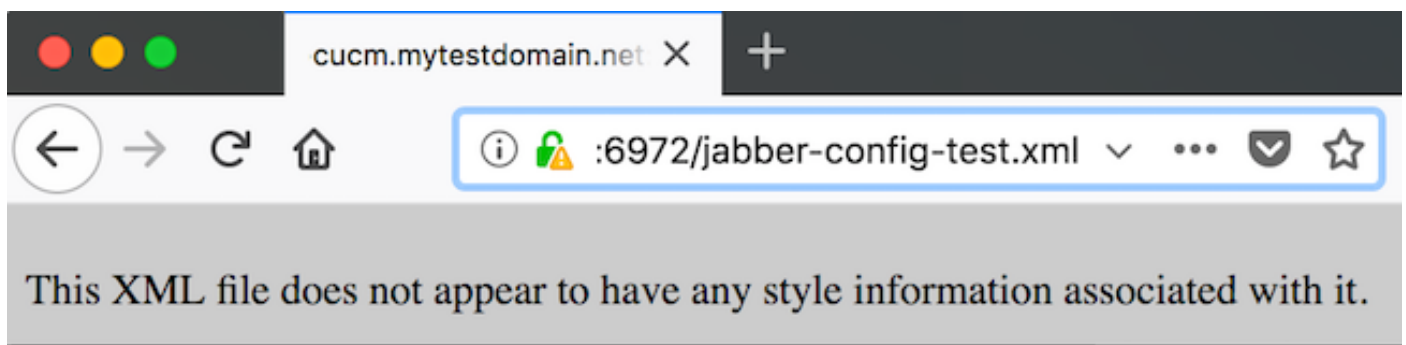 cucm.mytestdomain.net
:6972/jabber-config-test.xml
This XML file does not appear to have any style information associated with it.